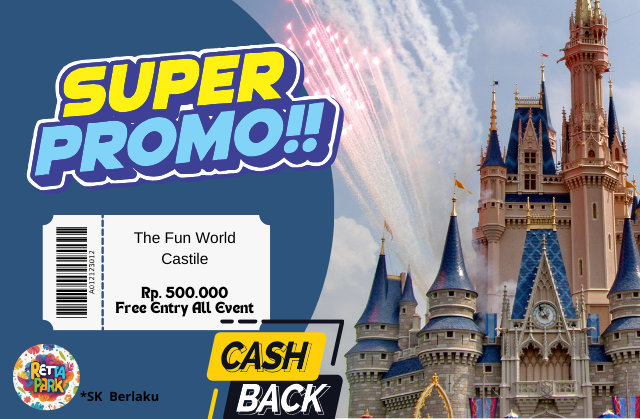 SUPER
PROMO!!
A012123012
The Fun World
Castile
Rp. 500.000
Free Entry All Event
CASH
BACK
RETTA
PARK
*SK Berlaku